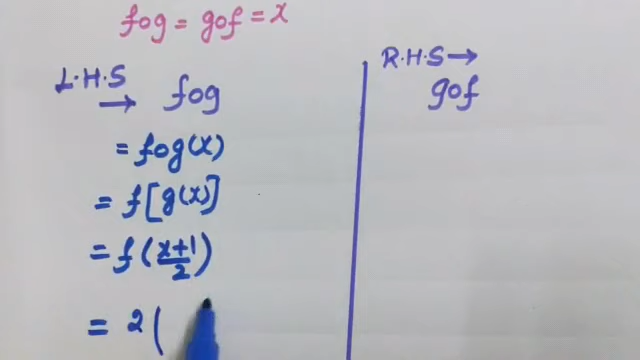 fog = gof = x
L.H.S
→ fog
= fog(x)
= f[g(x)]
= f(x+1/2)
= 2(
R.H.S →
gof